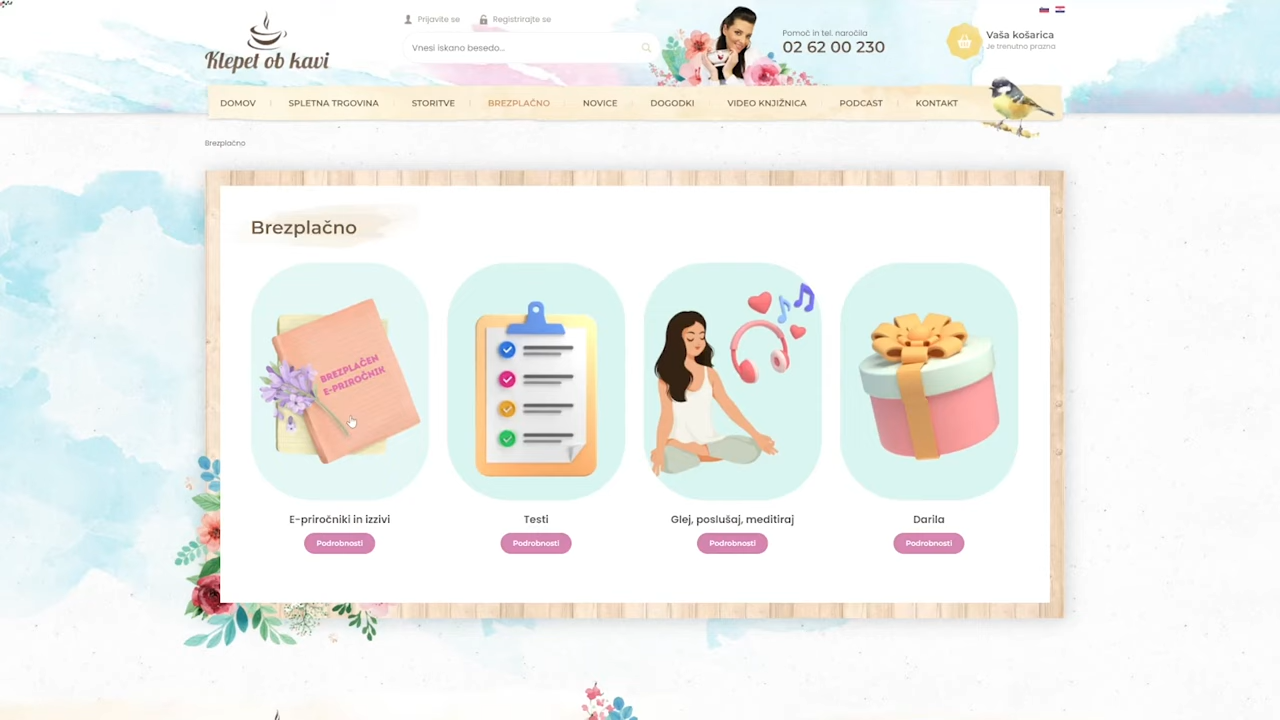 Klepet ob kavi
Prijavite se
Registrirajte se
Vnesi iskano besedo...
Pomoč in tel. naročila
02 62 00 230
Vaša košarica
Je trenutno prazna
DOMOV
SPLETNA TRGOVINA
STORITVE
BREZPLAČNO
NOVICE
DOGODKI
VIDEO KNJIŽNICA
PODCAST
KONTAKT
Brezplačno
Brezplačno
BREZPLAČEN
E-PRIROČNIK
E-priročniki in izzivi
Testi
Glej, poslušaj, meditiraj
Darila
Podrobnosti
Podrobnosti
Podrobnosti
Podrobnosti